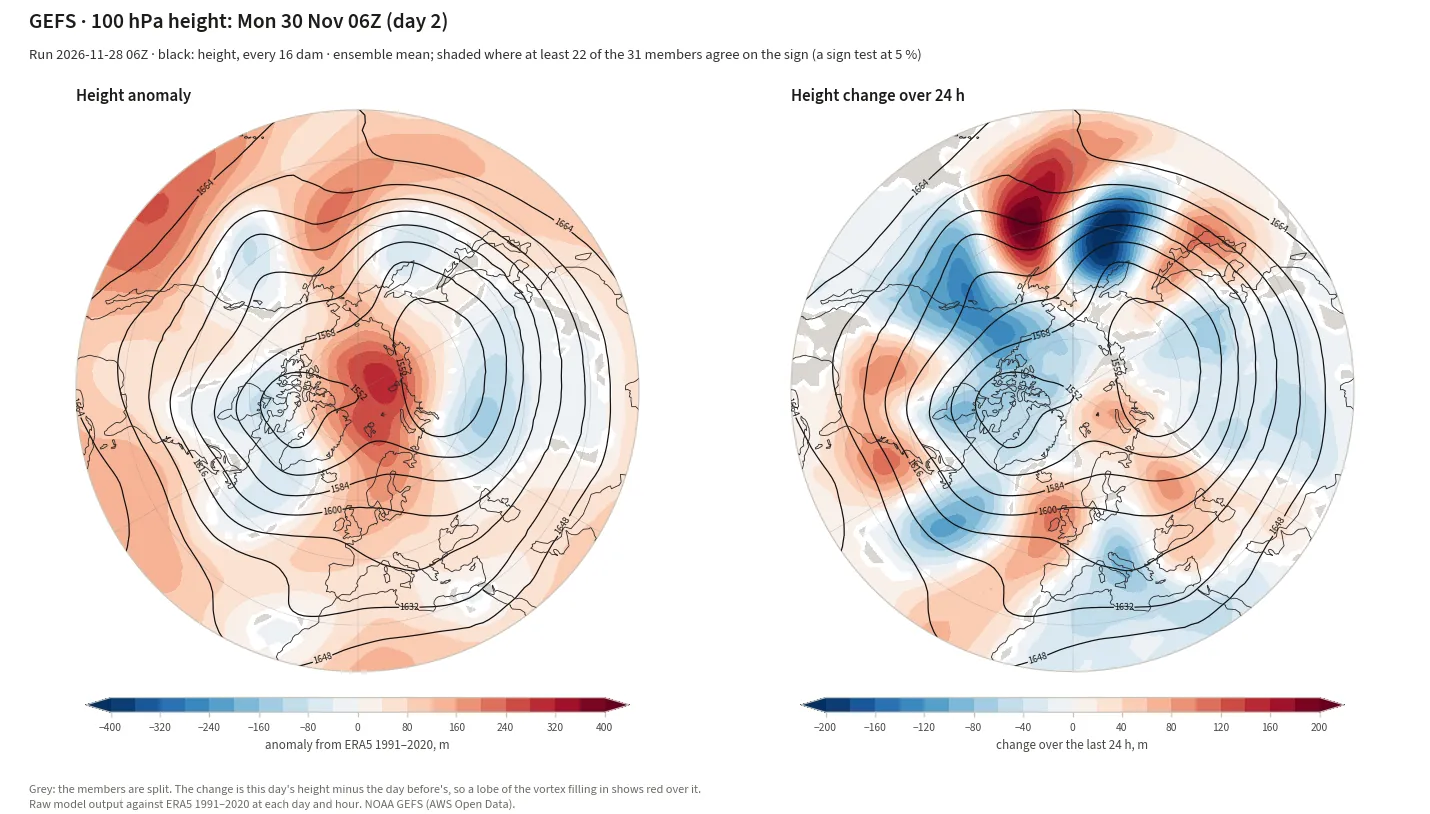 GEFS · 100 hPa height: Mon 30 Nov 06Z (day 2)
Run 2026-11-28 06Z · black: height, every 16 dam · ensemble mean; shaded where at least 22 of the 31 members agree on the sign (a sign test at 5 %)
Height anomaly
Height change over 24 h
1664
1664
1568
1552
1552
1664
1616
1584
1600
1648
1632
1648
1664
1664
1568
1552
1552
1664
1616
1584
1600
1648
1632
1648
−400 −320 −240 −160 −80 0 80 160 240 320 400
anomaly from ERA5 1991–2020, m
−200 −160 −120 −80 −40 0 40 80 120 160 200
change over the last 24 h, m
Grey: the members are split. The change is this day's height minus the day before's, so a lobe of the vortex filling in shows red over it.
Raw model output against ERA5 1991–2020 at each day and hour. NOAA GEFS (AWS Open Data).